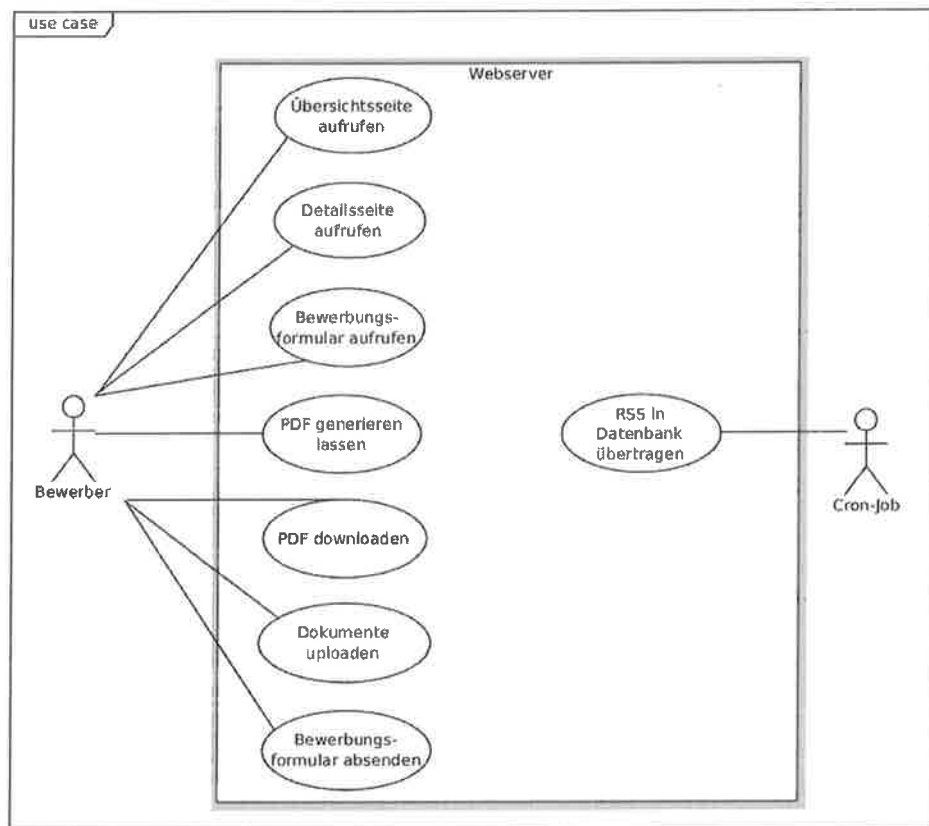 use case
Webserver
Übersichtsseite
aufrufen
Detailsseite
aufrufen
Bewerbungs-
formular aufrufen
PDF generieren
lassen
RSS in
Datenbank
übertragen
Bewerber
Cron-Job
PDF downloaden
Dokumente
uploaden
Bewerbungs-
formular absenden